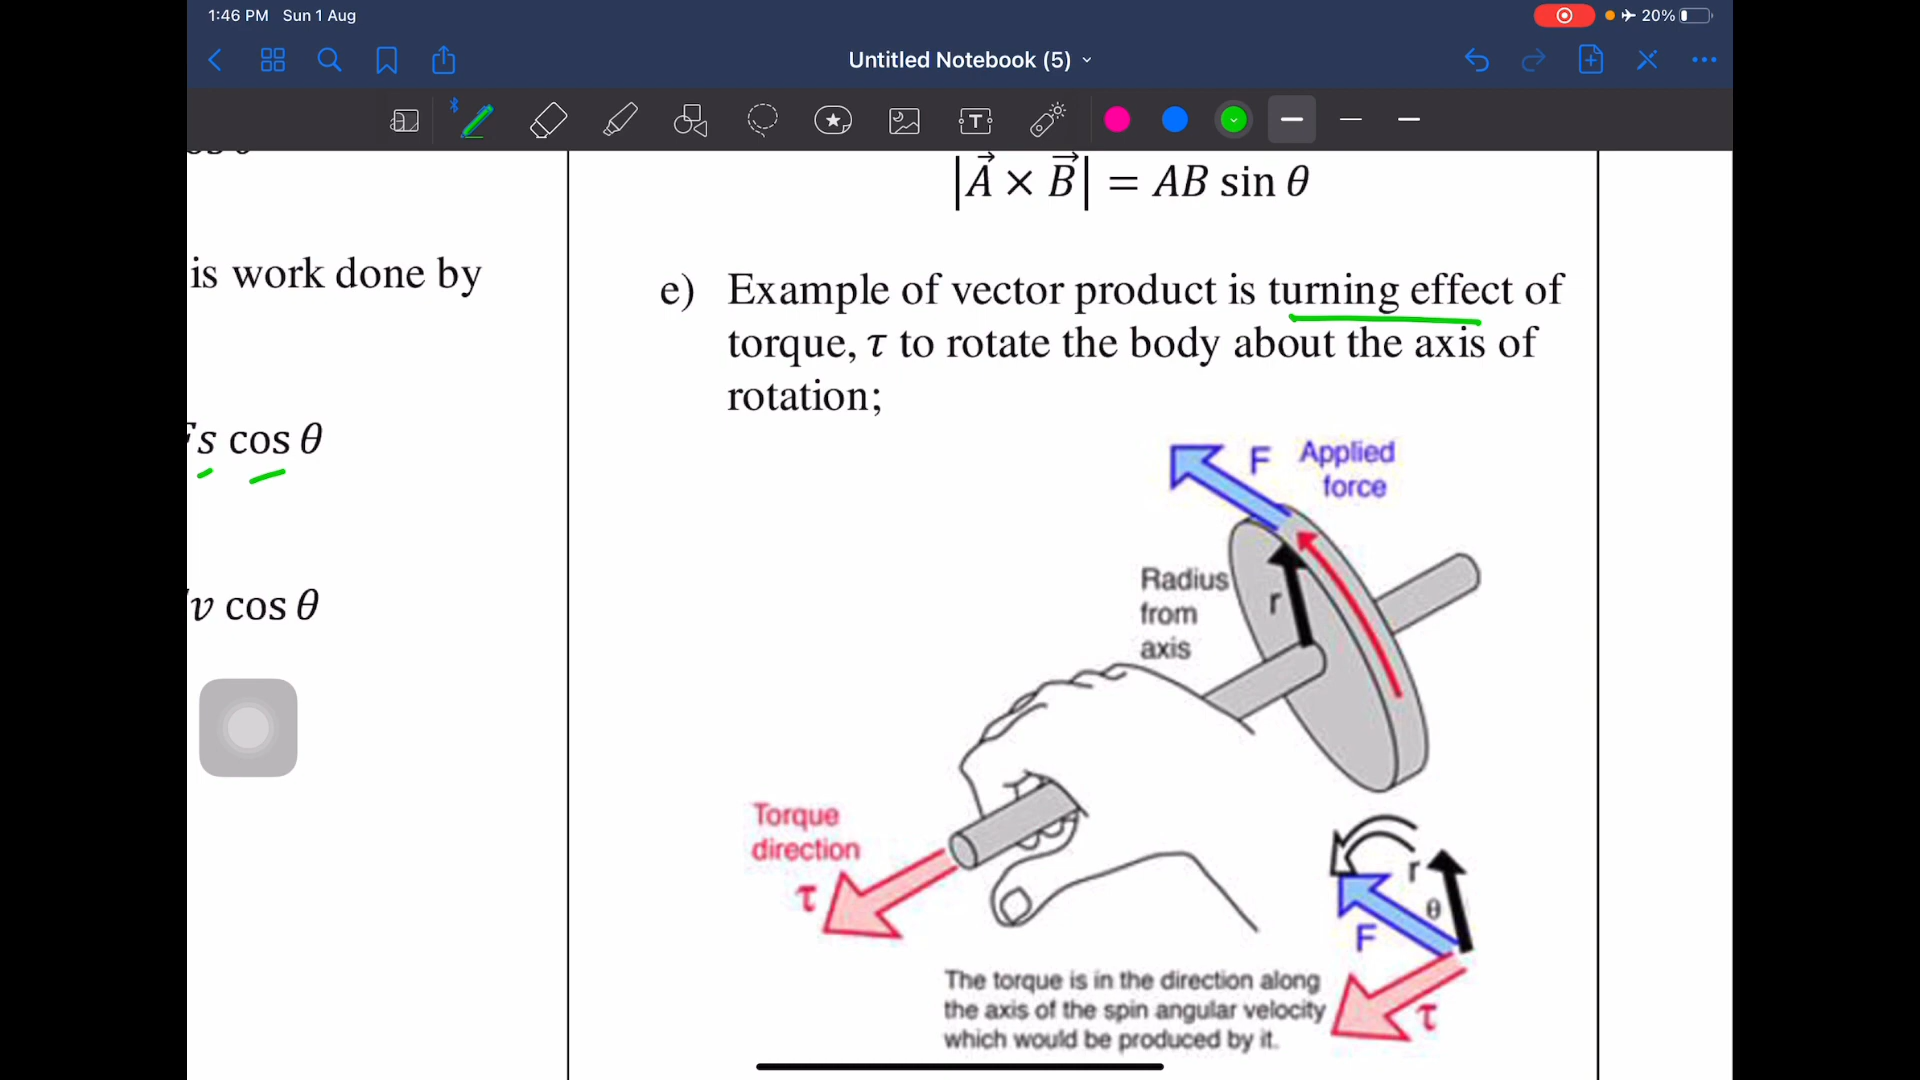 1:46 PM Sun 1 Aug
20%
Untitled Notebook (5)
is work done by
s cos θ
v cos θ
|A⃗ × B⃗| = AB sin θ
e) Example of vector product is turning effect of
torque, τ to rotate the body about the axis of
rotation;
F Applied
force
Radius
from
axis
r
Torque
direction
τ
r
θ
F
τ
The torque is in the direction along
the axis of the spin angular velocity
which would be produced by it.